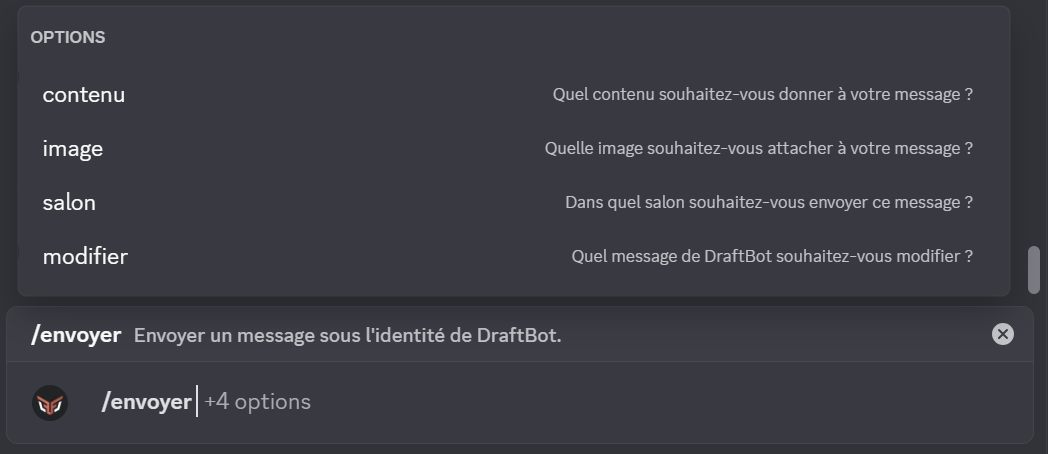 OPTIONS
contenu Quel contenu souhaitez-vous donner à votre message ?
image Quelle image souhaitez-vous attacher à votre message ?
salon Dans quel salon souhaitez-vous envoyer ce message ?
modifier Quel message de DraftBot souhaitez-vous modifier ?
/envoyer Envoyer un message sous l'identité de DraftBot.
/envoyer +4 options